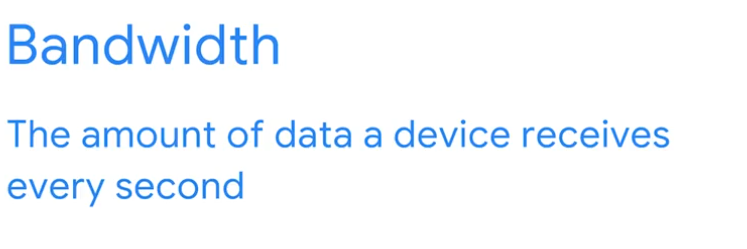 Bandwidth
The amount of data a device receives
every second